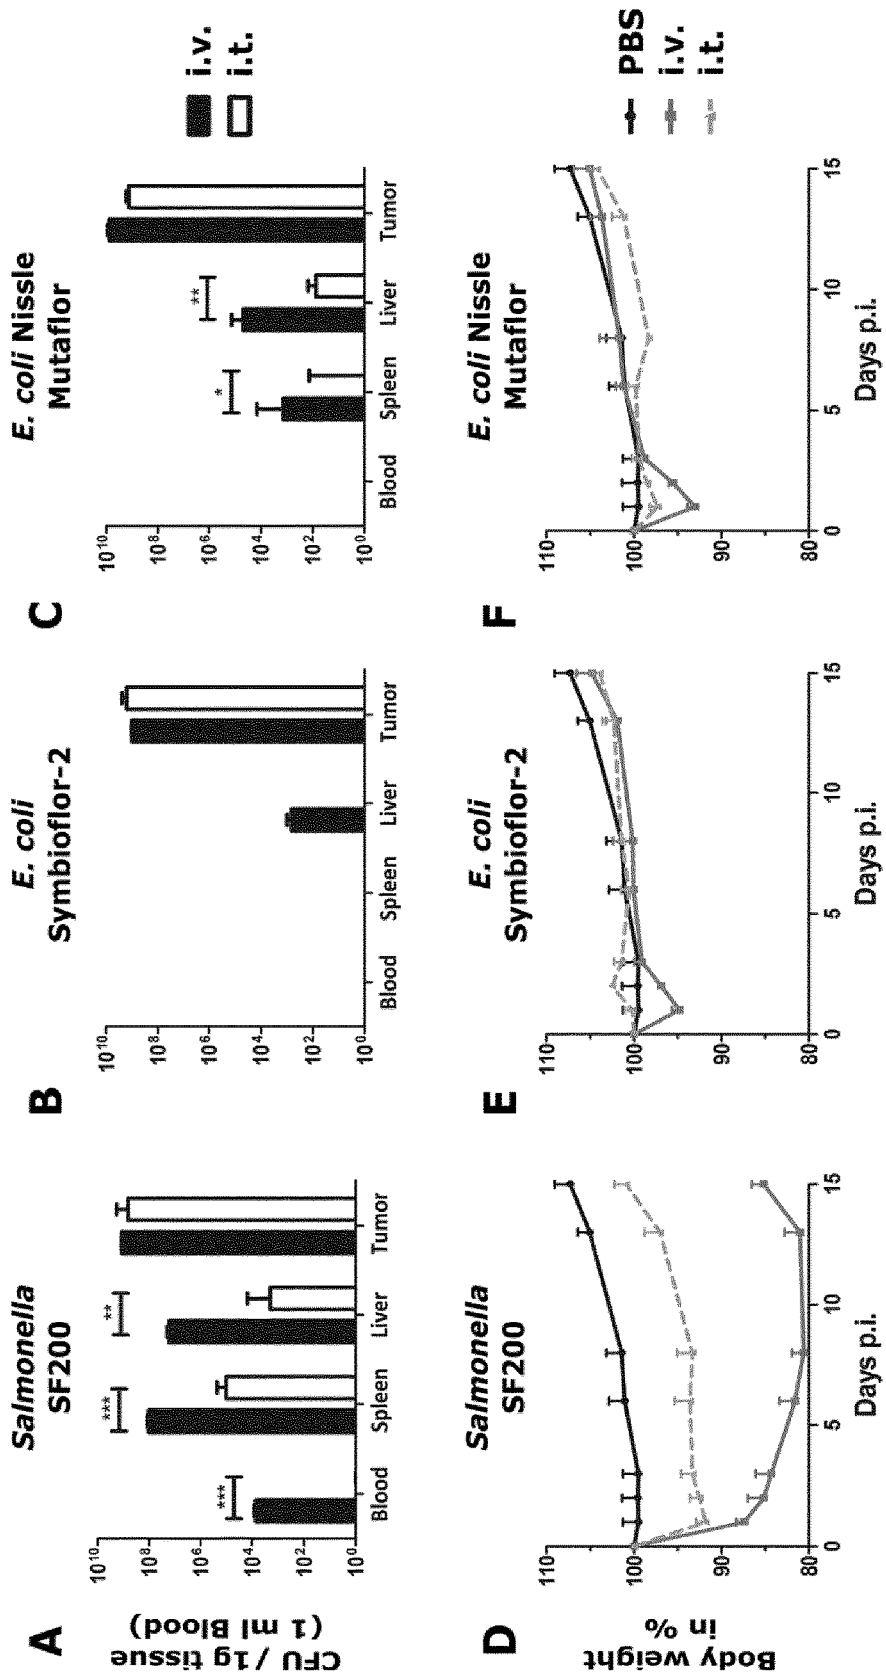 A
Salmonella
SF200
CFU / 1g tissue
(1 ml Blood)
10^10
10^8
10^6
10^4
10^2
10^0
***
***
**
Blood
Spleen
Liver
Tumor
B
E. coli
Symbioflor-2
10^10
10^8
10^6
10^4
10^2
10^0
Blood
Spleen
Liver
Tumor
C
E. coli Nissle
Mutaflor
10^10
10^8
10^6
10^4
10^2
10^0
*
**
Blood
Spleen
Liver
Tumor
i.v.
i.t.
D
Salmonella
SF200
Body weight
in %
110
100
90
80
0
5
10
15
Days p.i.
E
E. coli
Symbioflor-2
110
100
90
80
0
5
10
15
Days p.i.
F
E. coli Nissle
Mutaflor
110
100
90
80
0
5
10
15
Days p.i.
PBS
i.v.
i.t.